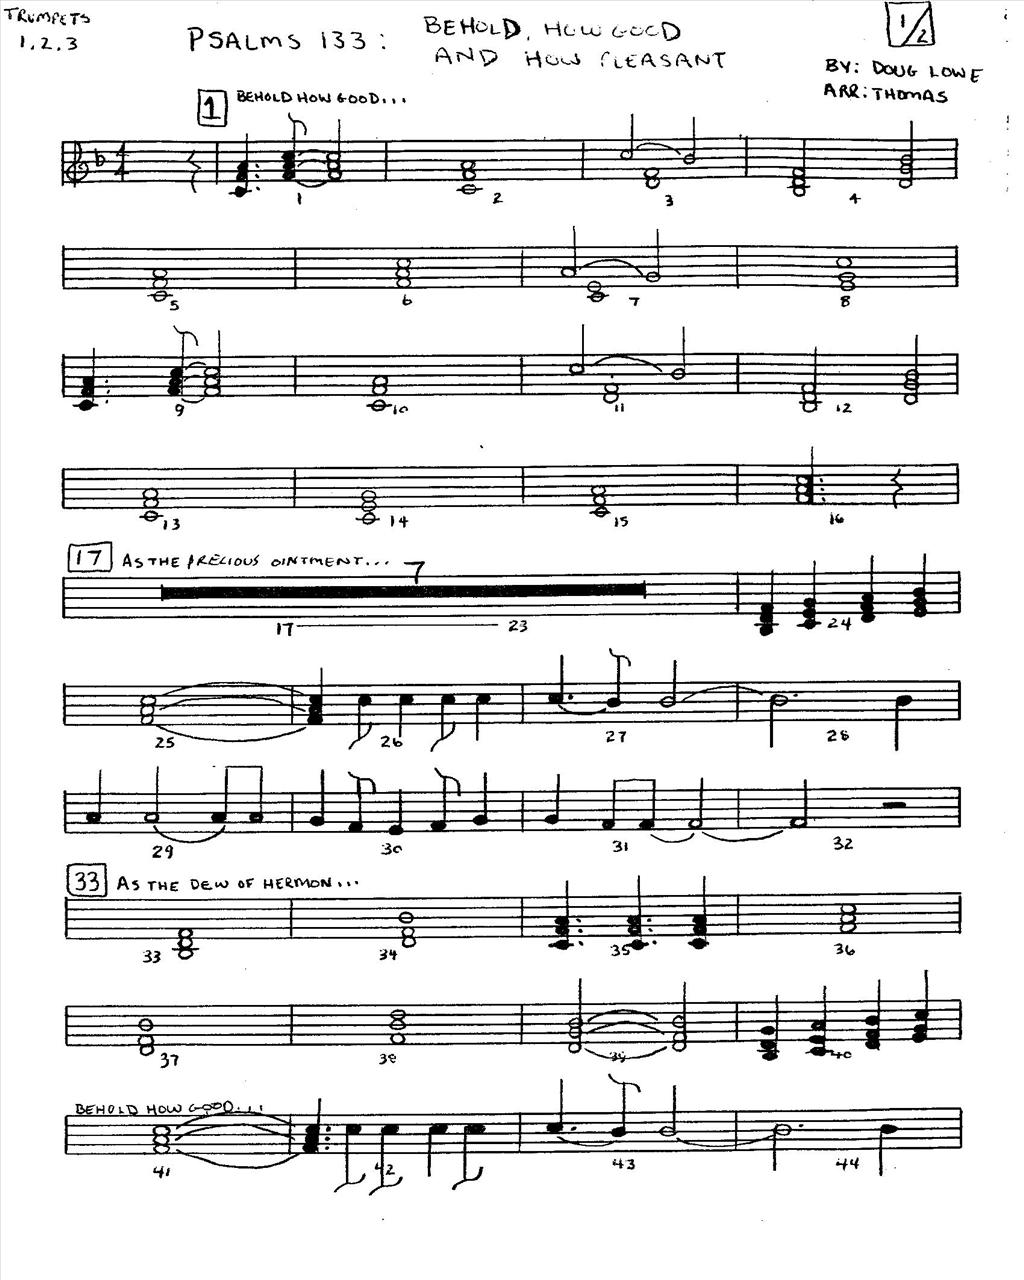 TRUMPETS
1,2,3
PSALMS 133:
BEHOLD, HOW GOOD
AND HOW PLEASANT
1/2
BY: DOUG LOWE
ARR: THOMAS
1 BEHOLD HOW GOOD...
4
4
1 2 3 4
5 6 7 8
9 10 11 12
13 14 15 16
17 AS THE PRECIOUS OINTMENT...
7
17 23 24
25 26 27 28
29 30 31 32
33 AS THE DEW OF HERMON...
33 34 35 36
37 38 39 40
BEHOLD HOW GOOD...
41 42 43 44